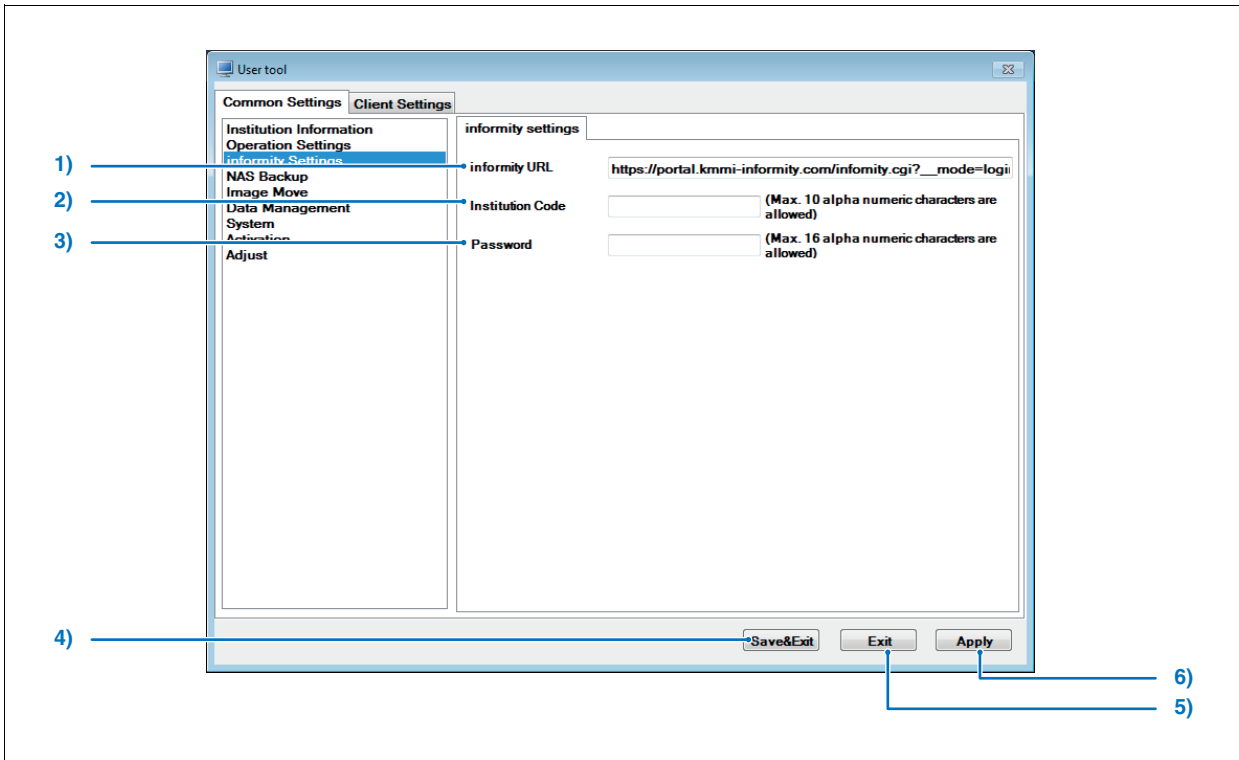 User tool
Common Settings
Client Settings
Institution Information
Operation Settings
informity Settings
NAS Backup
Image Move
Data Management
System
Activation
Adjust
informity settings
1)
informity URL
https://portal.kmmi-informity.com/infomity.cgi?__mode=logi
2)
Institution Code
(Max. 10 alpha numeric characters are
allowed)
3)
Password
(Max. 16 alpha numeric characters are
allowed)
4)
Save&Exit
Exit
Apply
6)
5)